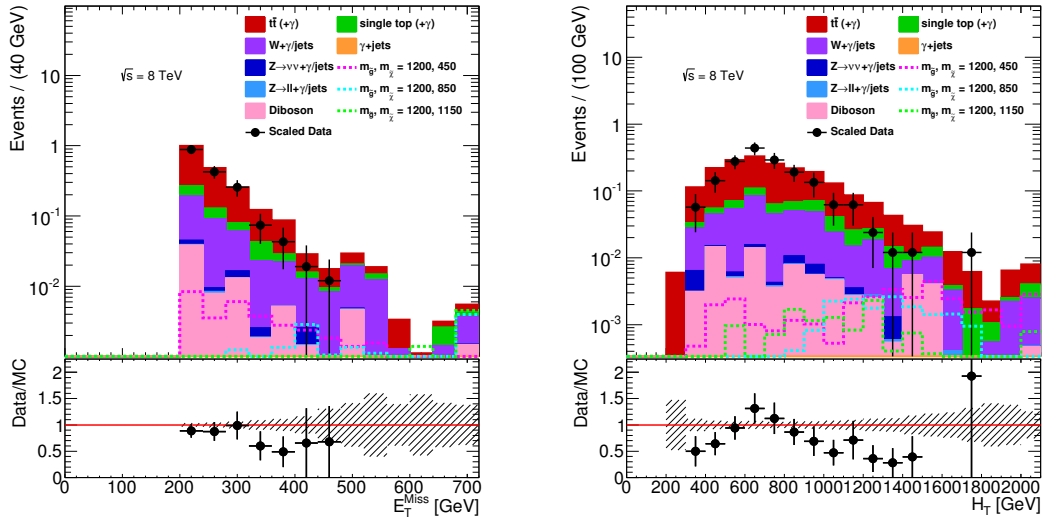 Events / (40 GeV)
10
1
10⁻¹
10⁻²
√s = 8 TeV
tt̄ (+γ)
W+γ/jets
Z→νν+γ/jets
Z→ll+γ/jets
Diboson
Scaled Data
single top (+γ)
γ+jets
m_g̃, m_χ̃ = 1200, 450
m_g̃, m_χ̃ = 1200, 850
m_g̃, m_χ̃ = 1200, 1150
Data/MC
2
1.5
1
0.5
0
0 100 200 300 400 500 600 700
E_T^Miss [GeV]
Events / (100 GeV)
10
1
10⁻¹
10⁻²
10⁻³
√s = 8 TeV
tt̄ (+γ)
W+γ/jets
Z→νν+γ/jets
Z→ll+γ/jets
Diboson
Scaled Data
single top (+γ)
γ+jets
m_g̃, m_χ̃ = 1200, 450
m_g̃, m_χ̃ = 1200, 850
m_g̃, m_χ̃ = 1200, 1150
Data/MC
2
1.5
1
0.5
0
0 200 400 600 800 1000 1200 1400 1600 1800 2000
H_T [GeV]